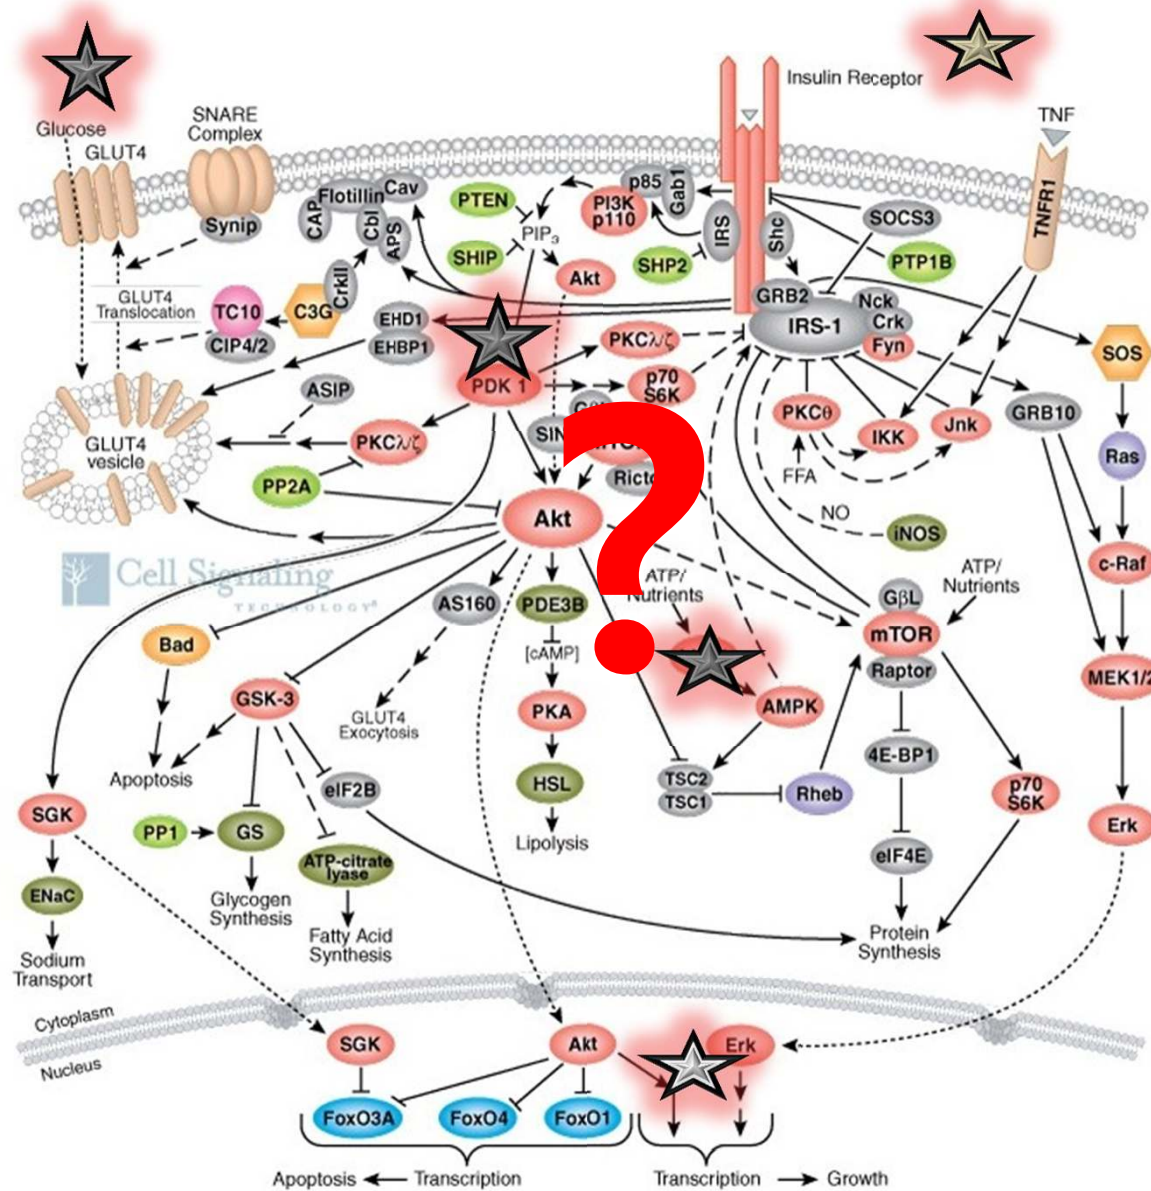 Insulin Receptor
TNF
Glucose
SNARE
Complex
GLUT4
TNFR1
Flotillin
Cav
CAP
Cbl
APS
Synip
PTEN
PIP3
SHIP
PI3K
p110
p85
Gab1
IRS
Shc
SHP2
Akt
SOCS3
PTP1B
GLUT4
Translocation
TC10
CIP4/2
C3G
CrkII
EHD1
EHBP1
GRB2
IRS-1
Nck
Crk
Fyn
SOS
PKCλ/ζ
PDK 1
p70
S6K
ASIP
GLUT4
vesicle
PKCλ/ζ
PP2A
PKCθ
IKK
Jnk
GRB10
Ras
FFA
NO
iNOS
Akt
?
c-Raf
Cell Signaling
TECHNOLOGY®
AS160
PDE3B
ATP/
Nutrients
GβL
mTOR
Raptor
ATP/
Nutrients
Bad
[cAMP]
MEK1/2
GSK-3
GLUT4
Exocytosis
PKA
AMPK
4E-BP1
Apoptosis
eIF2B
HSL
TSC2
TSC1
Rheb
p70
S6K
SGK
PP1
GS
Lipolysis
Erk
ATP-citrate
lyase
eIF4E
ENaC
Glycogen
Synthesis
Fatty Acid
Synthesis
Protein
Synthesis
Sodium
Transport
Cytoplasm
Nucleus
SGK
Akt
Erk
FoxO3A
FoxO4
FoxO1
Apoptosis
Transcription
Transcription
Growth